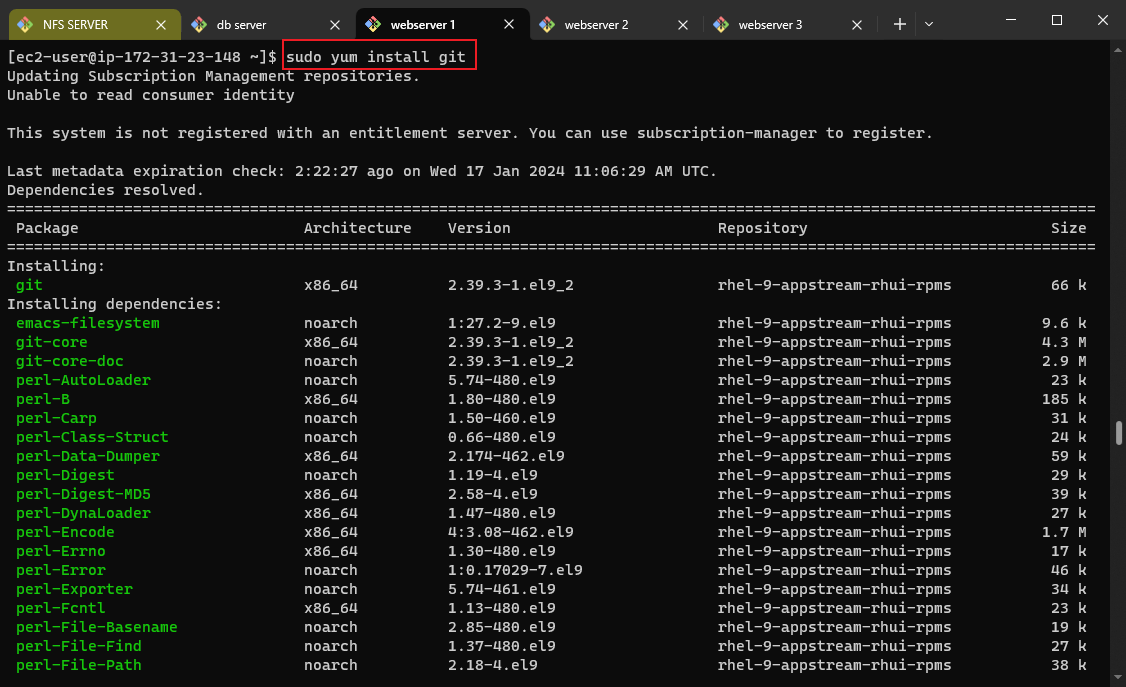 NFS SERVER db server webserver 1 webserver 2 webserver 3
[ec2-user@ip-172-31-23-148 ~]$ sudo yum install git
Updating Subscription Management repositories.
Unable to read consumer identity
This system is not registered with an entitlement server. You can use subscription-manager to register.
Last metadata expiration check: 2:22:27 ago on Wed 17 Jan 2024 11:06:29 AM UTC.
Dependencies resolved.
================================================================================
Package Architecture Version Repository Size
================================================================================
Installing:
git x86_64 2.39.3-1.el9_2 rhel-9-appstream-rhui-rpms 66 k
Installing dependencies:
emacs-filesystem noarch 1:27.2-9.el9 rhel-9-appstream-rhui-rpms 9.6 k
git-core x86_64 2.39.3-1.el9_2 rhel-9-appstream-rhui-rpms 4.3 M
git-core-doc noarch 2.39.3-1.el9_2 rhel-9-appstream-rhui-rpms 2.9 M
perl-AutoLoader noarch 5.74-480.el9 rhel-9-appstream-rhui-rpms 23 k
perl-B x86_64 1.80-480.el9 rhel-9-appstream-rhui-rpms 185 k
perl-Carp noarch 1.50-460.el9 rhel-9-appstream-rhui-rpms 31 k
perl-Class-Struct noarch 0.66-480.el9 rhel-9-appstream-rhui-rpms 24 k
perl-Data-Dumper x86_64 2.174-462.el9 rhel-9-appstream-rhui-rpms 59 k
perl-Digest noarch 1.19-4.el9 rhel-9-appstream-rhui-rpms 29 k
perl-Digest-MD5 x86_64 2.58-4.el9 rhel-9-appstream-rhui-rpms 39 k
perl-DynaLoader x86_64 1.47-480.el9 rhel-9-appstream-rhui-rpms 27 k
perl-Encode x86_64 4:3.08-462.el9 rhel-9-appstream-rhui-rpms 1.7 M
perl-Errno x86_64 1.30-480.el9 rhel-9-appstream-rhui-rpms 17 k
perl-Error noarch 1:0.17029-7.el9 rhel-9-appstream-rhui-rpms 46 k
perl-Exporter noarch 5.74-461.el9 rhel-9-appstream-rhui-rpms 34 k
perl-Fcntl x86_64 1.13-480.el9 rhel-9-appstream-rhui-rpms 23 k
perl-File-Basename noarch 2.85-480.el9 rhel-9-appstream-rhui-rpms 19 k
perl-File-Find noarch 1.37-480.el9 rhel-9-appstream-rhui-rpms 27 k
perl-File-Path noarch 2.18-4.el9 rhel-9-appstream-rhui-rpms 38 k